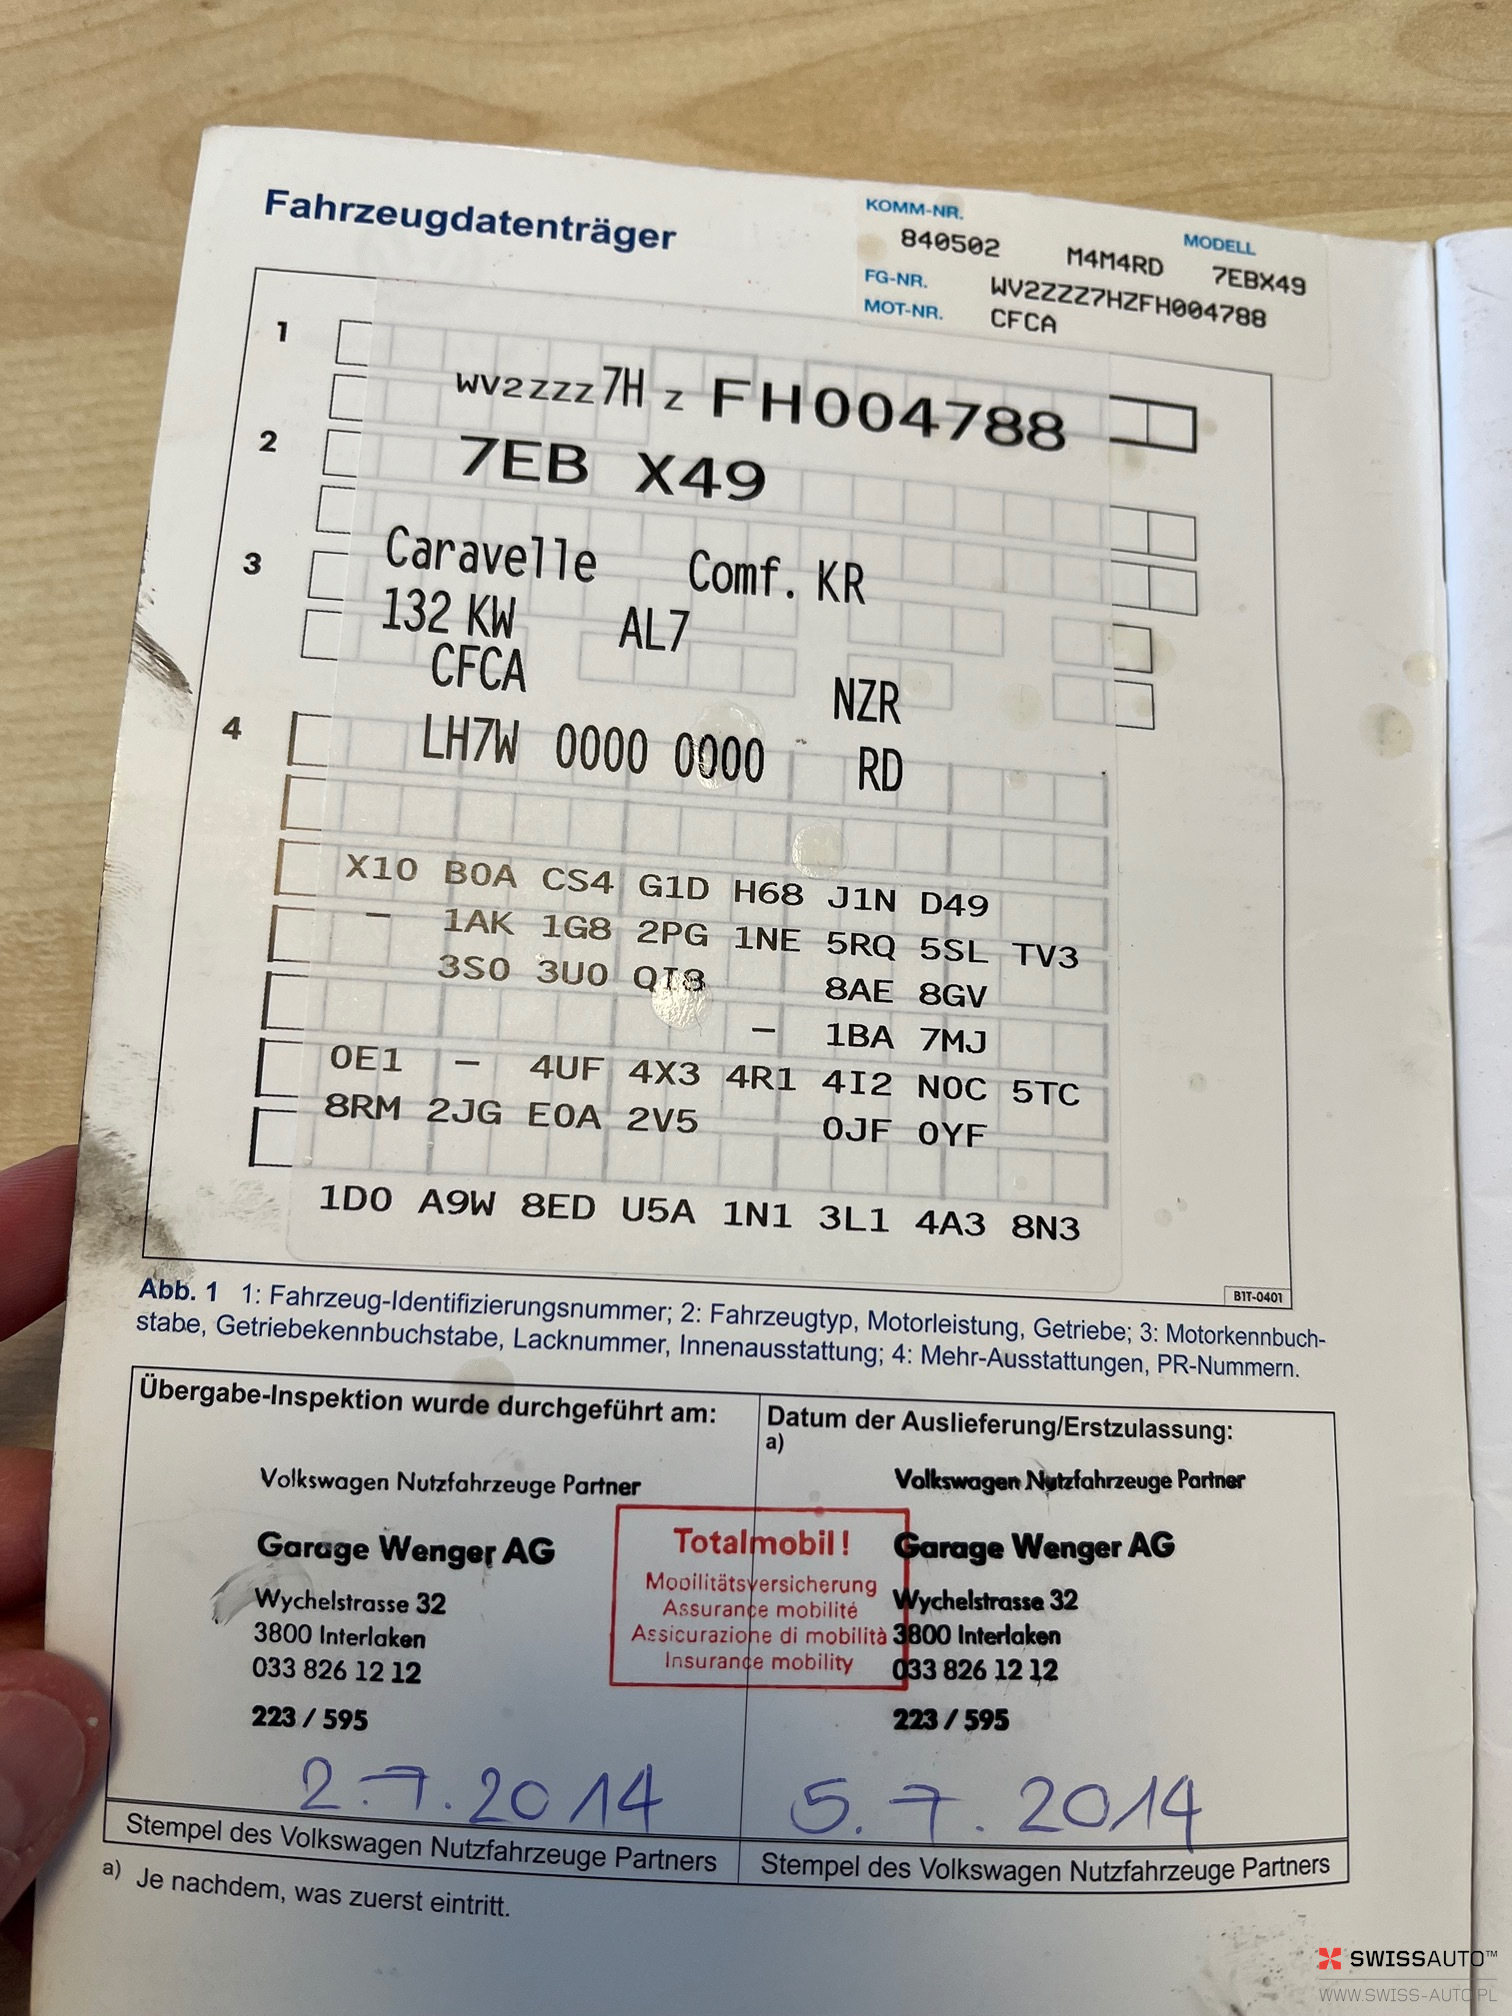 Fahrzeugdatenträger
KOMM-NR. MODELL
840502 M4M4RD 7EBX49
FG-NR. WV2ZZZ7HZFH004788
MOT-NR. CFCA
1 WV2ZZZ7H Z FH004788
2 7EB X49
Caravelle Comf. KR
3 132 KW AL7
CFCA NZR
4 LH7W 0000 0000 RD
X10 B0A CS4 G1D H68 J1N D49
- 1AK 1G8 2PG 1NE 5RQ 5SL TV3
3S0 3U0 QI8 8AE 8GV
- 1BA 7MJ
0E1 - 4UF 4X3 4R1 4I2 N0C 5TC
8RM 2JG E0A 2V5 0JF 0YF
1D0 A9W 8ED U5A 1N1 3L1 4A3 8N3
B1T-0401
Abb. 1 1: Fahrzeug-Identifizierungsnummer; 2: Fahrzeugtyp, Motorleistung, Getriebe; 3: Motorkennbuch-
stabe, Getriebekennbuchstabe, Lacknummer, Innenausstattung; 4: Mehr-Ausstattungen, PR-Nummern.
Übergabe-Inspektion wurde durchgeführt am:
Volkswagen Nutzfahrzeuge Partner
Garage Wenger AG
Wychelstrasse 32
3800 Interlaken
033 826 12 12
223 / 595
2.7.2014
Stempel des Volkswagen Nutzfahrzeuge Partners
Totalmobil!
Mobilitätsversicherung
Assurance mobilité
Assicurazione di mobilità
Insurance mobility
Datum der Auslieferung/Erstzulassung:
a)
Volkswagen Nutzfahrzeuge Partner
Garage Wenger AG
Wychelstrasse 32
3800 Interlaken
033 826 12 12
223 / 595
5.7.2014
Stempel des Volkswagen Nutzfahrzeuge Partners
a) Je nachdem, was zuerst eintritt.
SWISSAUTO™
WWW.SWISS-AUTO.PL